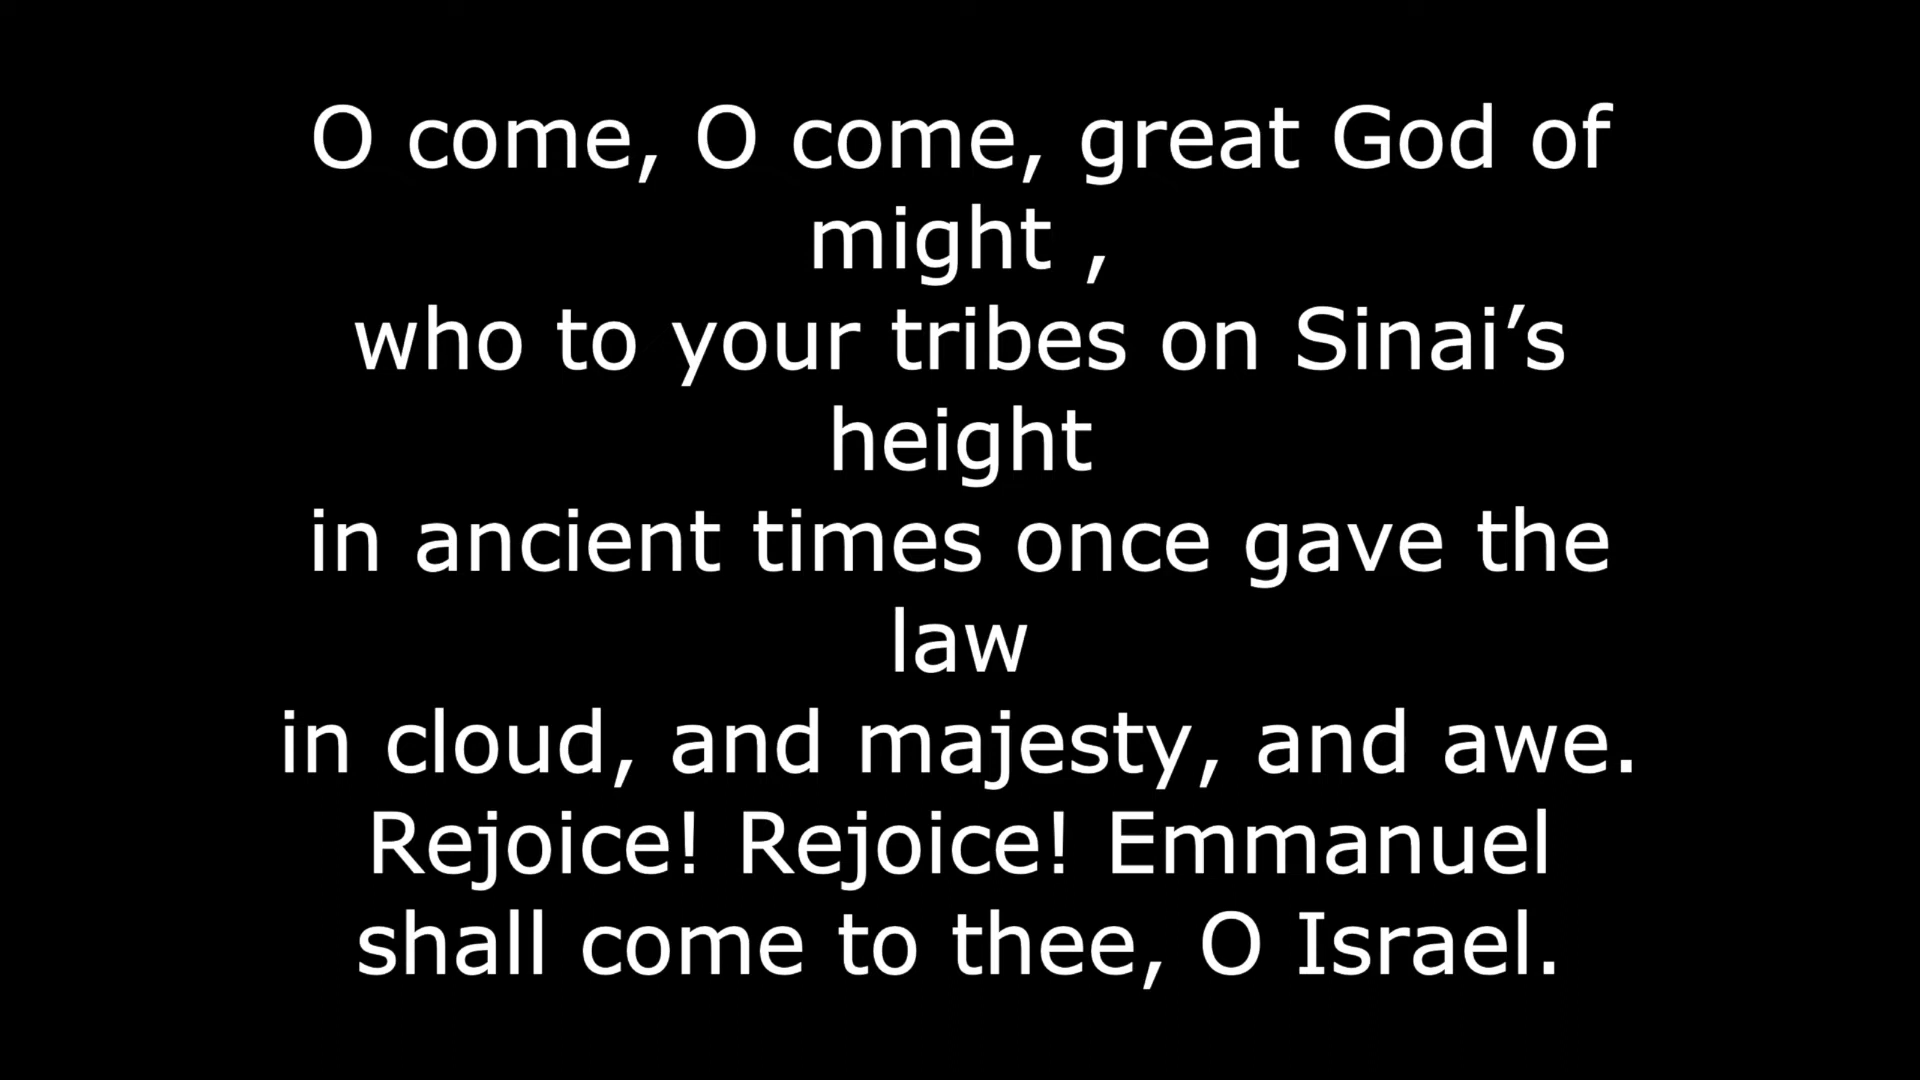 O come, O come, great God of
might ,
who to your tribes on Sinai’s
height
in ancient times once gave the
law
in cloud, and majesty, and awe.
Rejoice! Rejoice! Emmanuel
shall come to thee, O Israel.